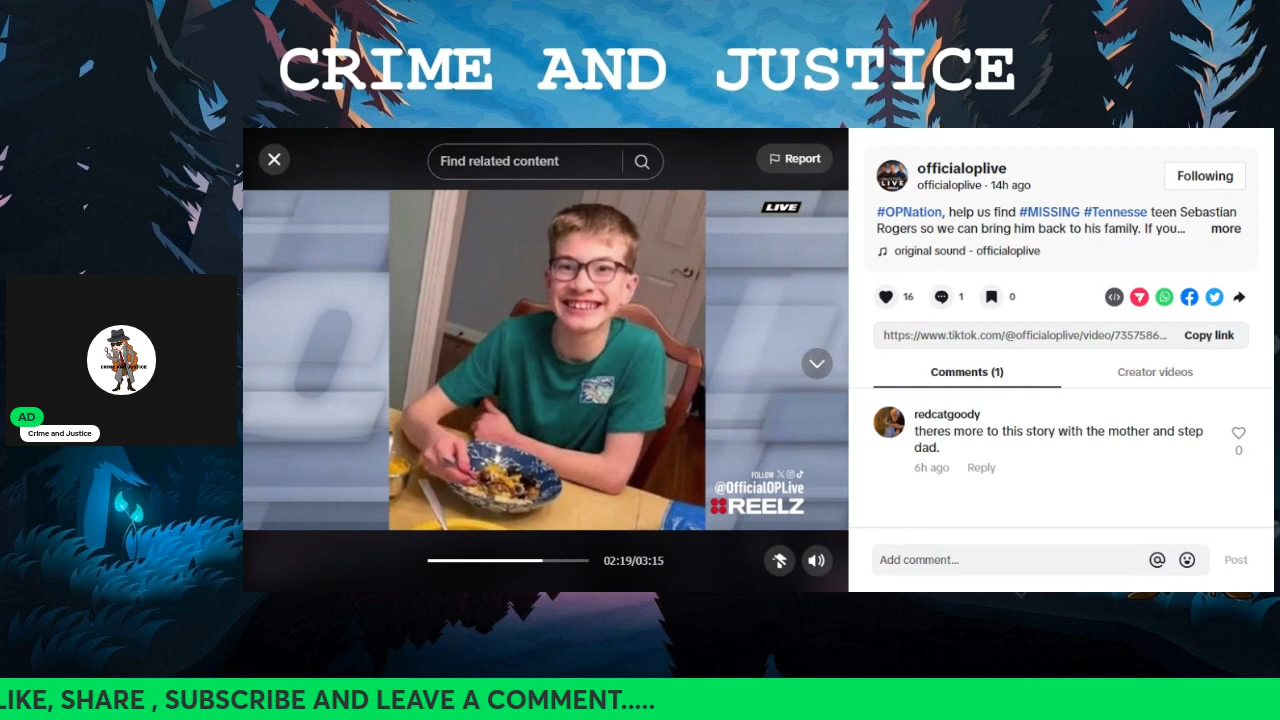 CRIME AND JUSTICE
Find related content
Report
LIVE
FOLLOW
@OfficialOPLive
REELZ
02:19/03:15
officialoplive
officialoplive · 14h ago
Following
#OPNation, help us find #MISSING #Tennesse teen Sebastian
Rogers so we can bring him back to his family. If you... more
original sound - officialoplive
16
1
0
https://www.tiktok.com/@officialoplive/video/7357586...
Copy link
Comments (1)
Creator videos
redcatgoody
theres more to this story with the mother and step
dad.
0
6h ago
Reply
Add comment...
Post
CRIME AND JUSTICE
AD
Crime and Justice
LIKE, SHARE , SUBSCRIBE AND LEAVE A COMMENT.....